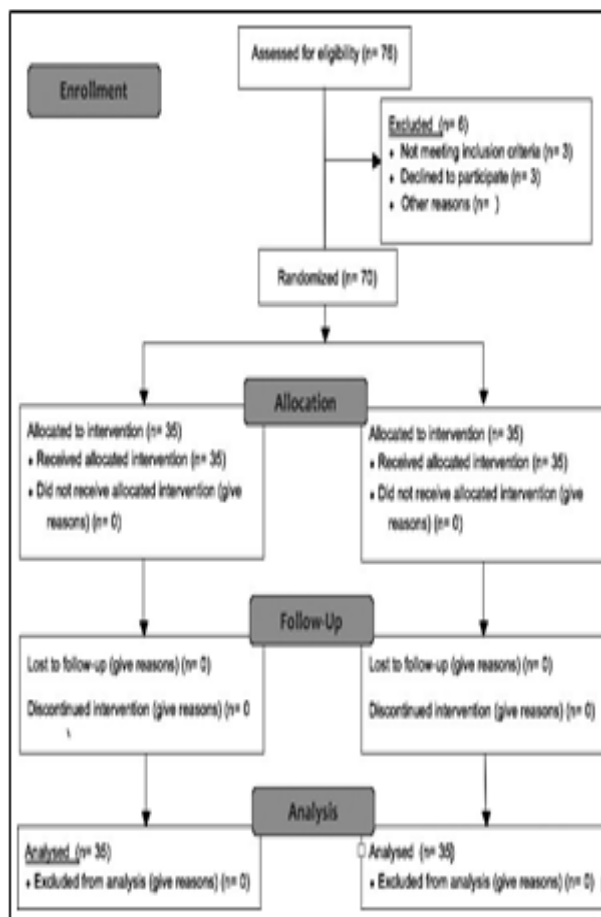 Assessed for eligibility (n= 76)
Enrollment
Excluded (n= 6)
♦ Not meeting inclusion criteria (n= 3)
♦ Declined to participate (n= 3)
♦ Other reasons (n= )
Randomized (n= 70)
Allocation
Allocated to intervention (n= 35)
♦ Received allocated intervention (n= 35)
♦ Did not receive allocated intervention (give
reasons) (n= 0)
Allocated to intervention (n= 35)
♦ Received allocated intervention (n= 35)
♦ Did not receive allocated intervention (give
reasons) (n= 0)
Follow-Up
Lost to follow-up (give reasons) (n= 0)
Discontinued intervention (give reasons) (n= 0
Lost to follow-up (give reasons) (n= 0)
Discontinued intervention (give reasons) (n= 0)
Analysis
Analysed (n= 35)
♦ Excluded from analysis (give reasons) (n= 0)
Analysed (n= 35)
♦ Excluded from analysis (give reasons) (n= 0)